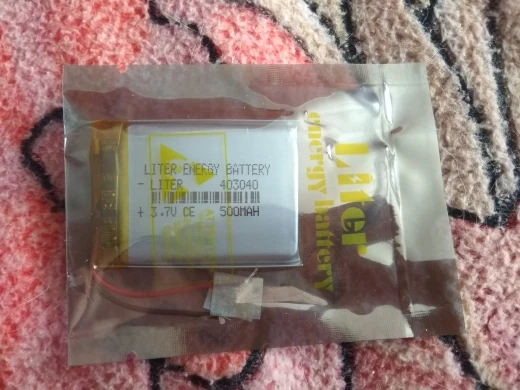 LITER ENERGY BATTERY
- LITER 403040
+ 3.7V CE 500MAH
Liter
energy battery